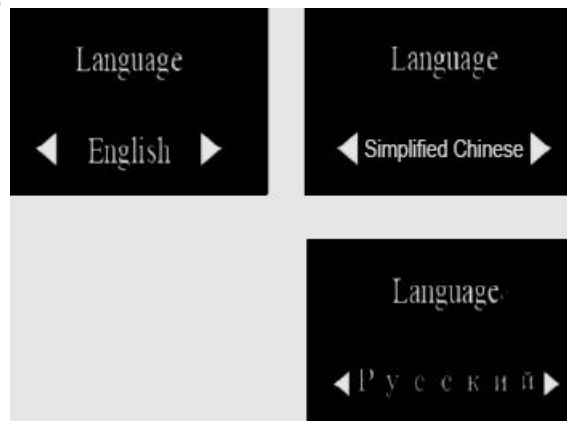 Language
English
Language
Simplified Chinese
Language
Русский